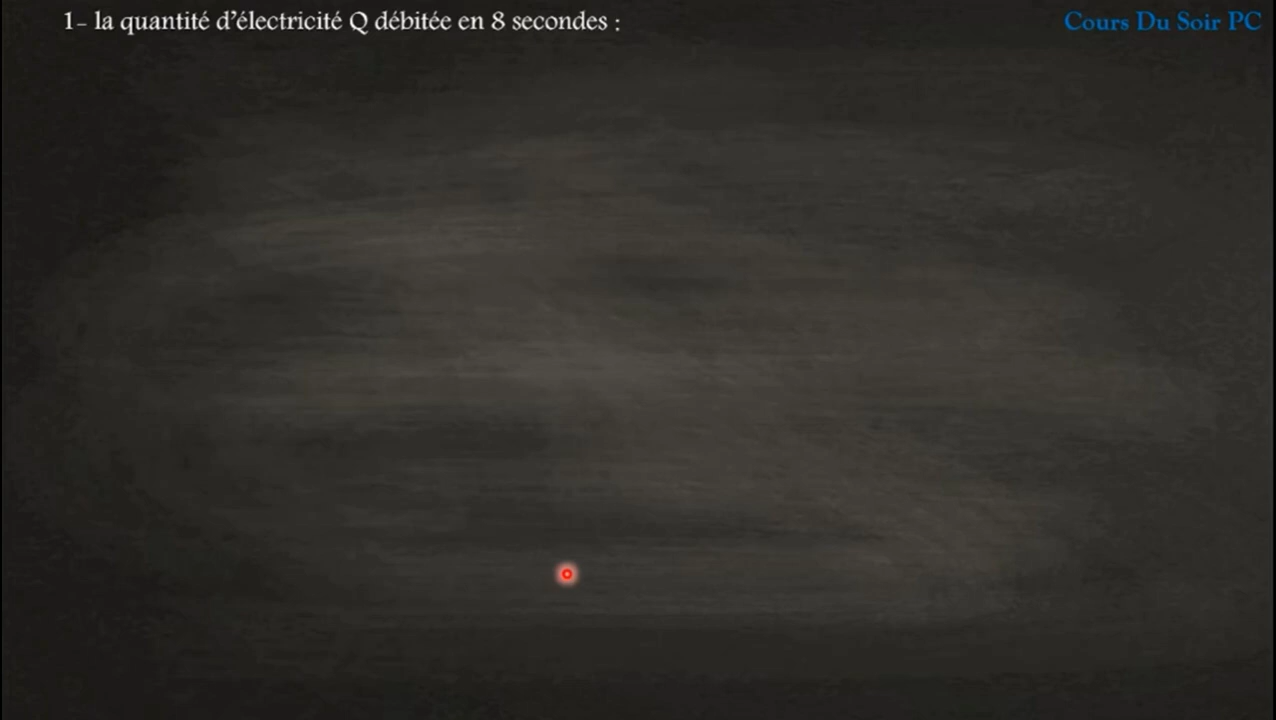 1- la quantité d'électricité Q débitée en 8 secondes :
Cours Du Soir PC